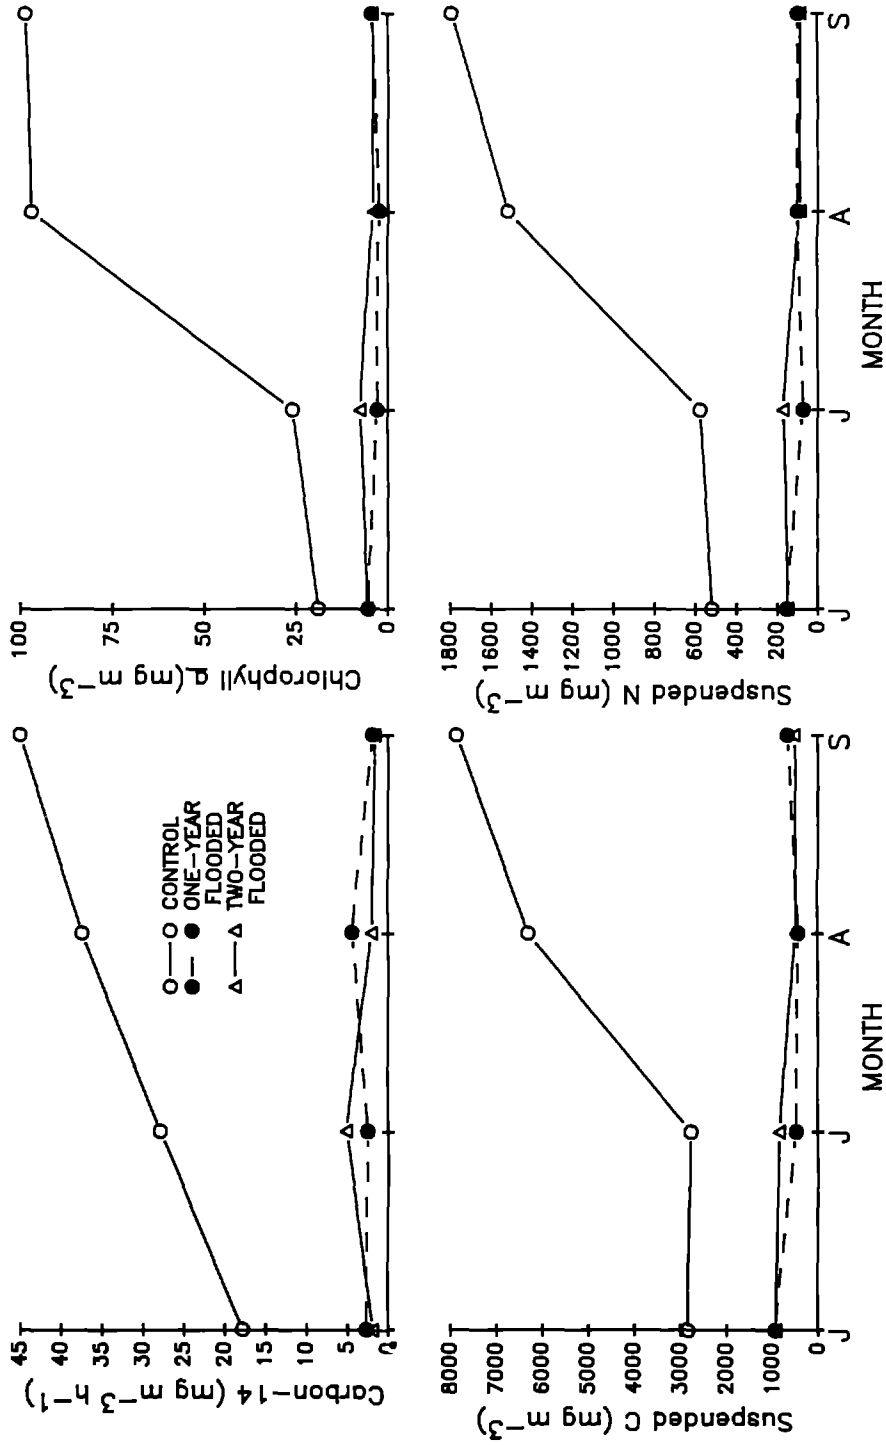 45
40
35
30
25
20
15
10
5
0
Carbon-14 (mg m⁻³ h⁻¹)
CONTROL
ONE-YEAR
FLOODED
TWO-YEAR
FLOODED
100
75
50
25
0
Chlorophyll a (mg m⁻³)
8000
7000
6000
5000
4000
3000
2000
1000
0
Suspended C (mg m⁻³)
J J A S
MONTH
1800
1600
1400
1200
1000
800
600
400
200
0
Suspended N (mg m⁻³)
J J A S
MONTH